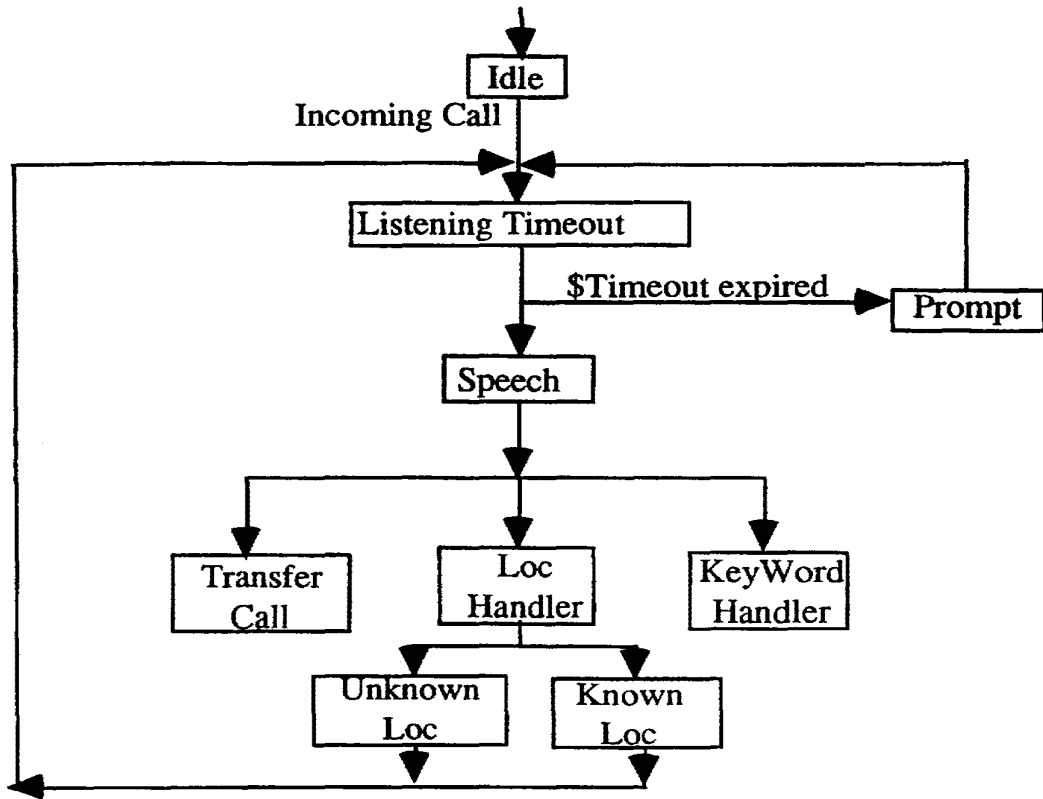 Idle
Incoming Call
Listening Timeout
$Timeout expired
Prompt
Speech
Transfer
Call
Loc
Handler
KeyWord
Handler
Unknown
Loc
Known
Loc